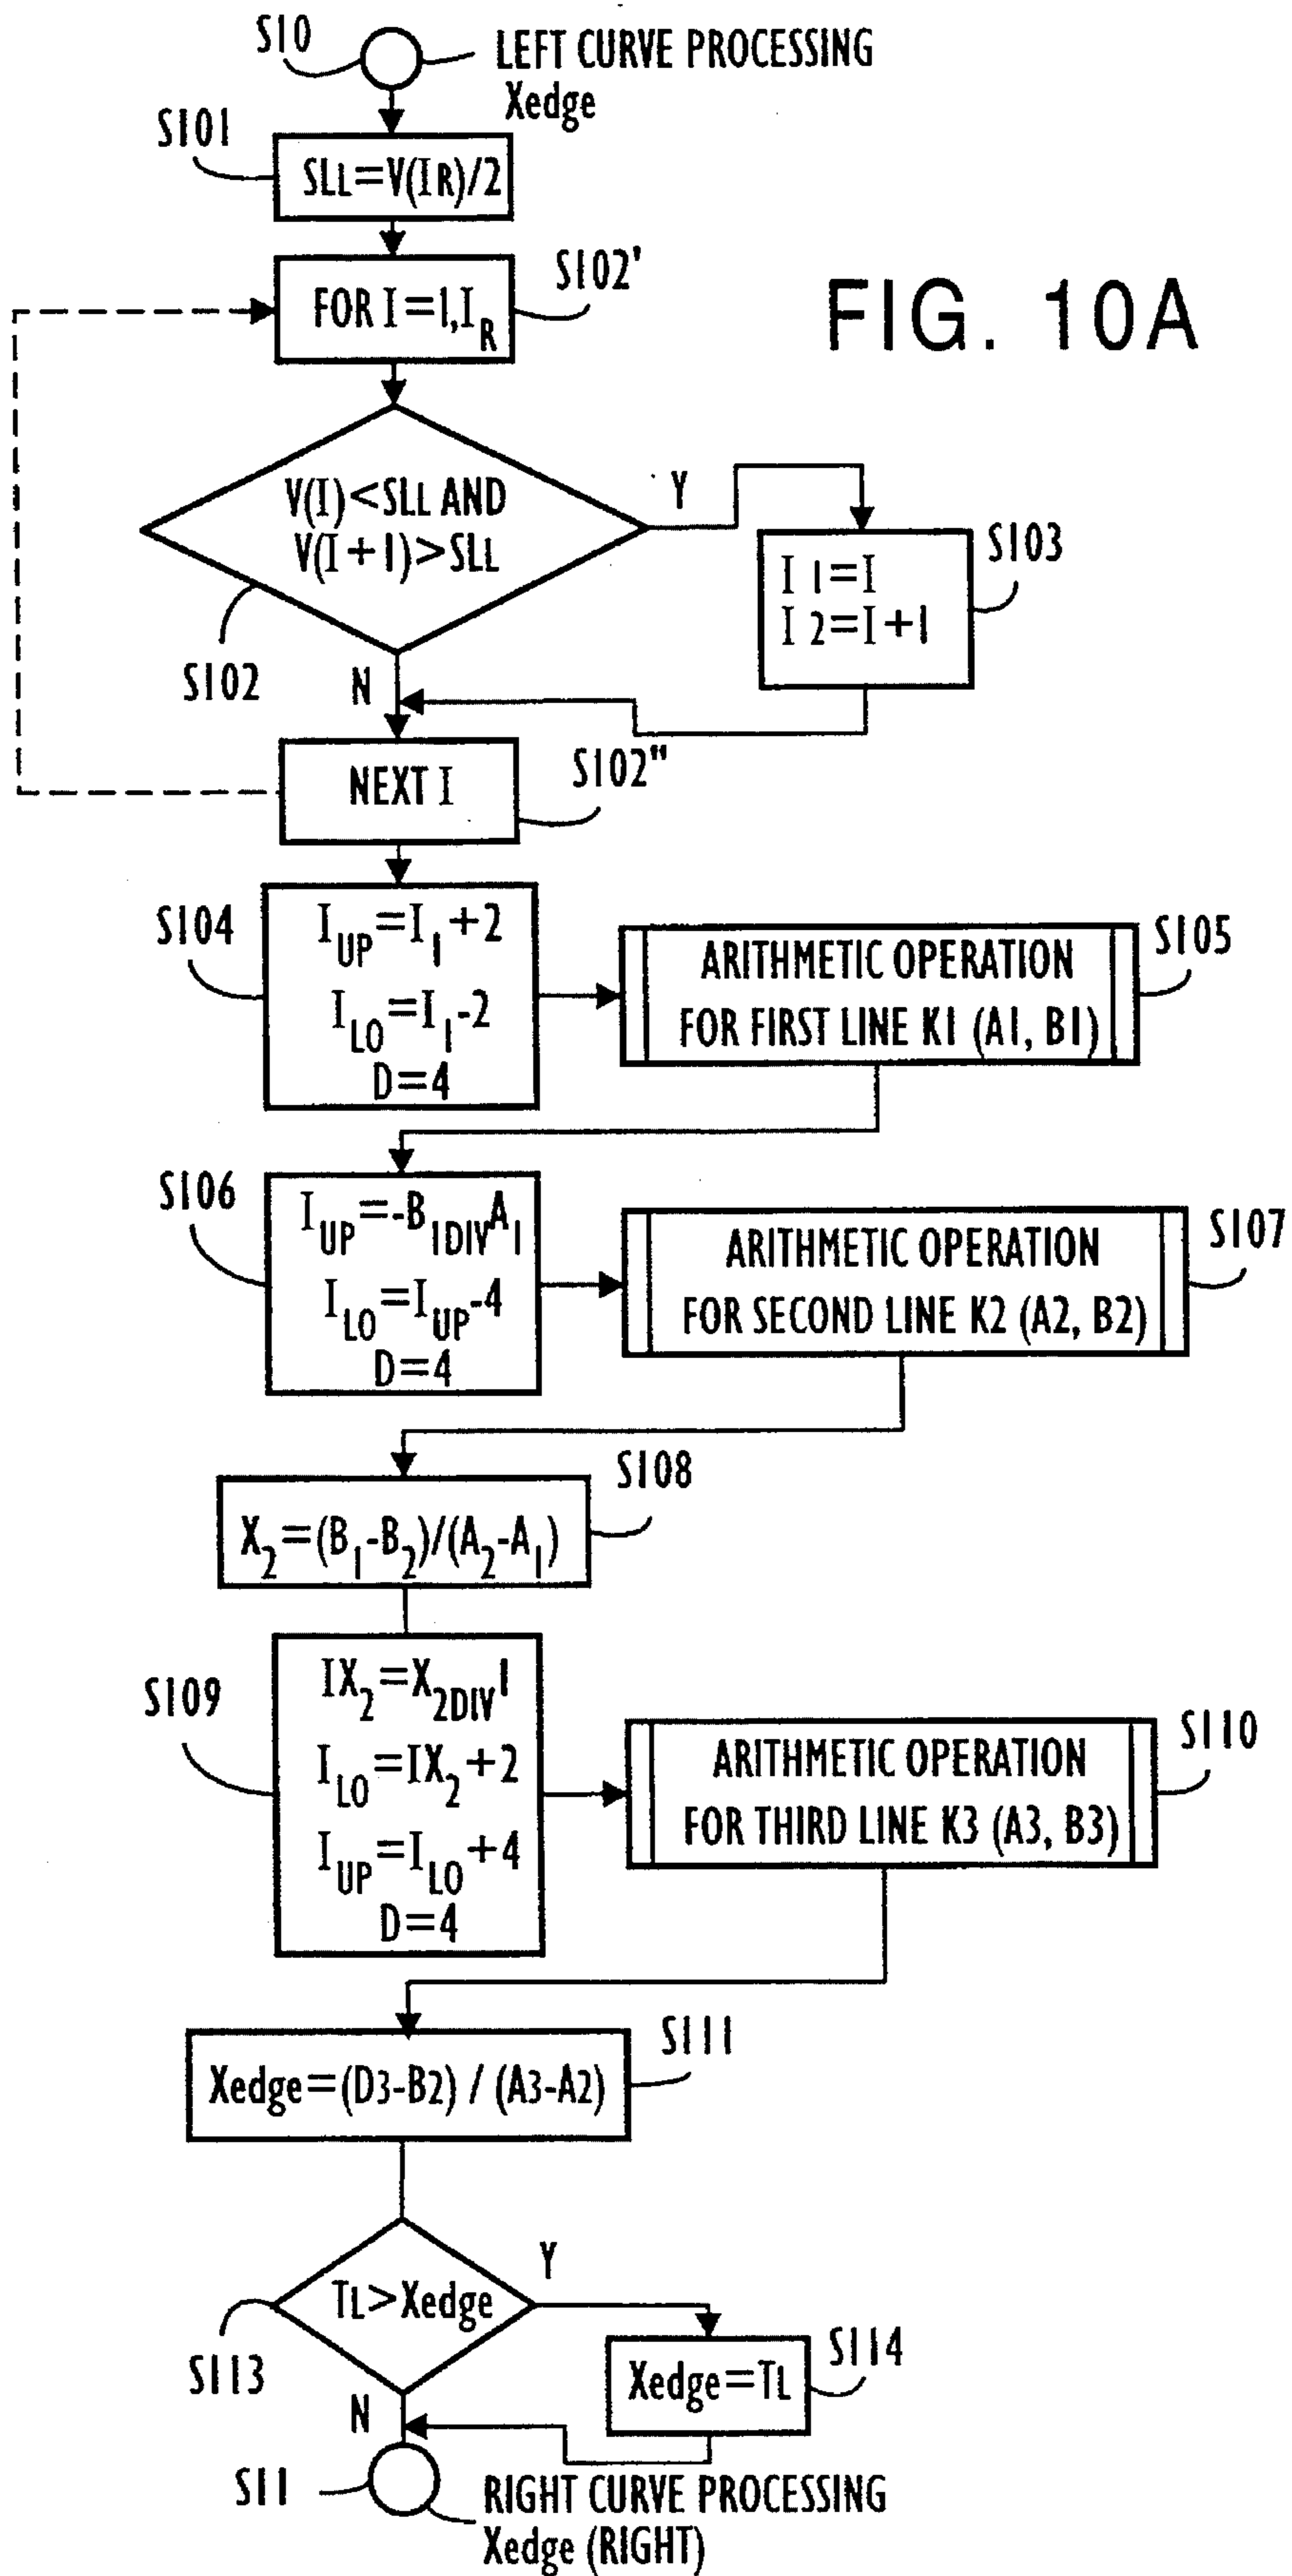 S10
LEFT CURVE PROCESSING
Xedge
S101
SLL=V(IR)/2
S102'
FOR I=1,IR
FIG. 10A
V(I)<SLL AND
V(I+1)>SLL
Y
S103
I1=I
I2=I+1
S102
N
S102"
NEXT I
S104
IUP=I1+2
ILO=I1-2
D=4
S105
ARITHMETIC OPERATION
FOR FIRST LINE K1 (A1, B1)
S106
IUP=-B1DIVA1
ILO=IUP-4
D=4
S107
ARITHMETIC OPERATION
FOR SECOND LINE K2 (A2, B2)
S108
X2=(B1-B2)/(A2-A1)
S109
IX2=X2DIV1
ILO=IX2+2
IUP=ILO+4
D=4
S110
ARITHMETIC OPERATION
FOR THIRD LINE K3 (A3, B3)
S111
Xedge=(D3-B2) / (A3-A2)
TL>Xedge
Y
S113
S114
Xedge=TL
N
S11
RIGHT CURVE PROCESSING
Xedge (RIGHT)